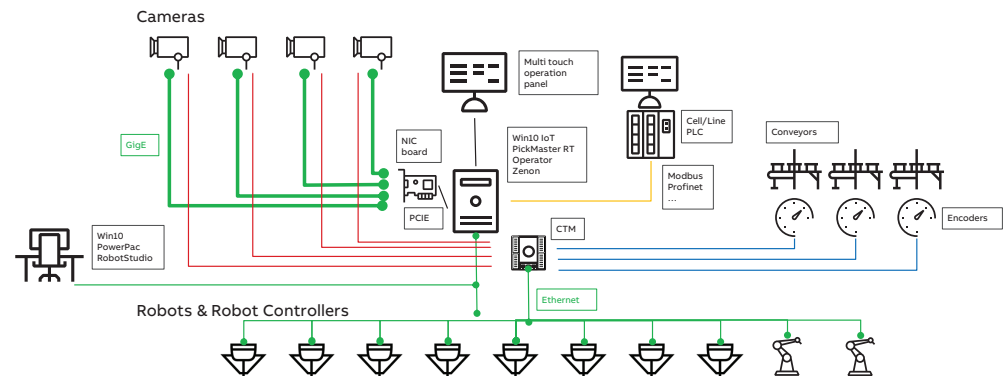 Cameras
Multi touch
operation
panel
Cell/Line
PLC
Conveyors
GigE
NIC
board
Win10 IoT
PickMaster RT
Operator
Zenon
Modbus
Profinet
...
PCIE
CTM
Encoders
Win10
PowerPac
RobotStudio
Ethernet
Robots & Robot Controllers